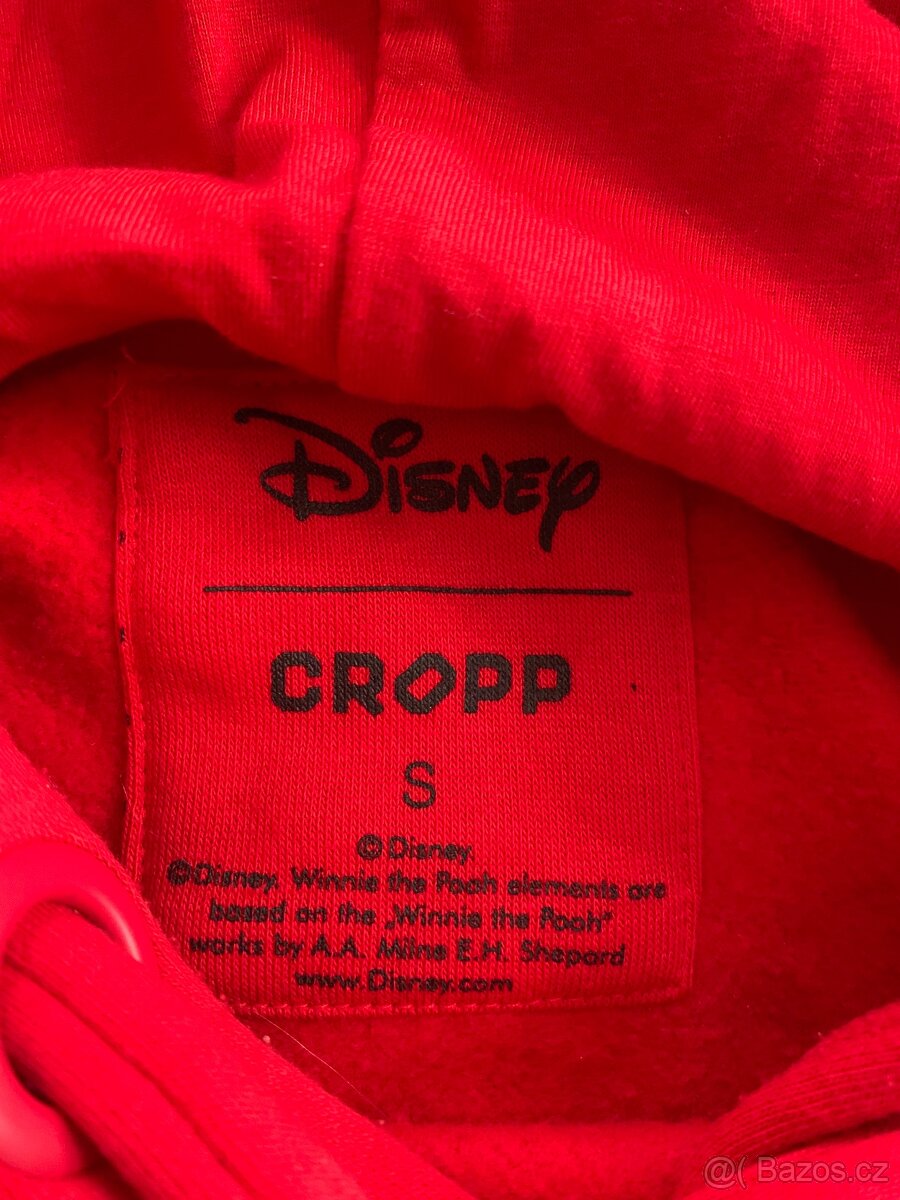 Disney
CROPP
S
©Disney
©Disney. Winnie the Pooh elements are
based on the „Winnie the Pooh"
works by A.A. Milne E.H. Shepard
www.Disney.com
@( Bazos.cz